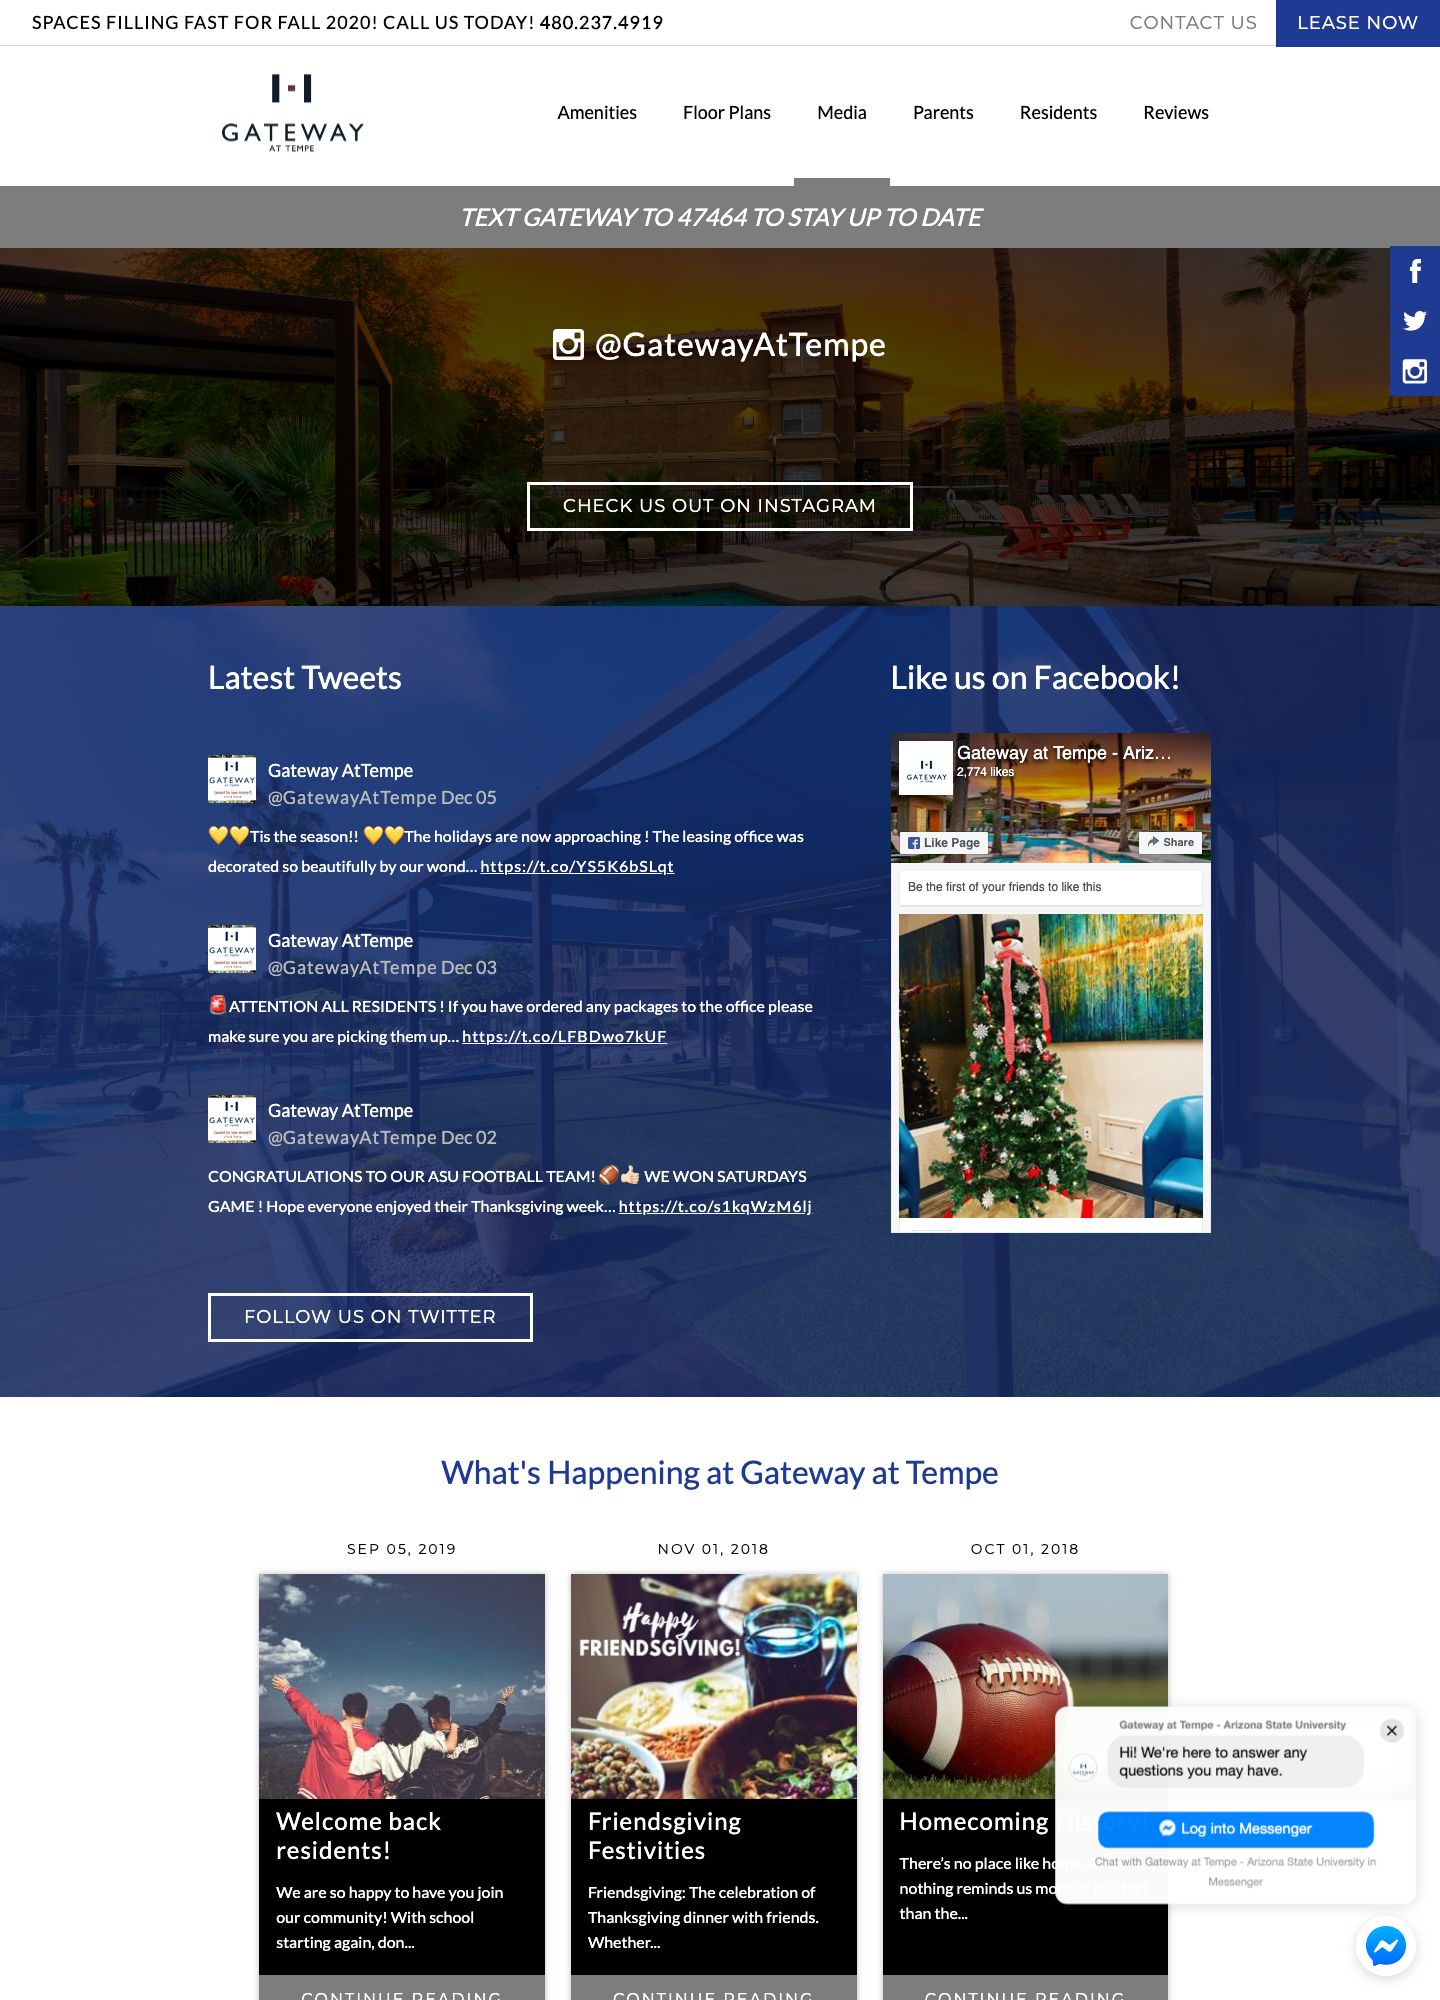 SPACES FILLING FAST FOR FALL 2020! CALL US TODAY! 480.237.4919
CONTACT US
LEASE NOW
GATEWAY
AT TEMPE
Amenities
Floor Plans
Media
Parents
Residents
Reviews
TEXT GATEWAY TO 47464 TO STAY UP TO DATE
@GatewayAtTempe
CHECK US OUT ON INSTAGRAM
Latest Tweets
Gateway AtTempe
@GatewayAtTempe Dec 05
💛💛Tis the season!! 💛💛The holidays are now approaching ! The leasing office was
decorated so beautifully by our wond… https://t.co/YS5K6bSLqt
Gateway AtTempe
@GatewayAtTempe Dec 03
🚨ATTENTION ALL RESIDENTS ! If you have ordered any packages to the office please
make sure you are picking them up… https://t.co/LFBDwo7kUF
Gateway AtTempe
@GatewayAtTempe Dec 02
CONGRATULATIONS TO OUR ASU FOOTBALL TEAM! 🏈👍🏻 WE WON SATURDAYS
GAME ! Hope everyone enjoyed their Thanksgiving week… https://t.co/s1kqWzM6lj
FOLLOW US ON TWITTER
Like us on Facebook!
GATEWAY
Gateway at Tempe - Ariz...
2,774 likes
Like Page
Share
Be the first of your friends to like this
What's Happening at Gateway at Tempe
SEP 05, 2019
Welcome back
residents!
We are so happy to have you join
our community! With school
starting again, don...
CONTINUE READING
NOV 01, 2018
Happy
FRIENDSGIVING!
Friendsgiving
Festivities
Friendsgiving: The celebration of
Thanksgiving dinner with friends.
Whether...
CONTINUE READING
OCT 01, 2018
Homecoming History!
There's no place like home.
nothing reminds us more of this fact
than the...
CONTINUE READING
Gateway at Tempe - Arizona State University
Hi! We're here to answer any
questions you may have.
Log into Messenger
Chat with Gateway at Tempe - Arizona State University in
Messenger